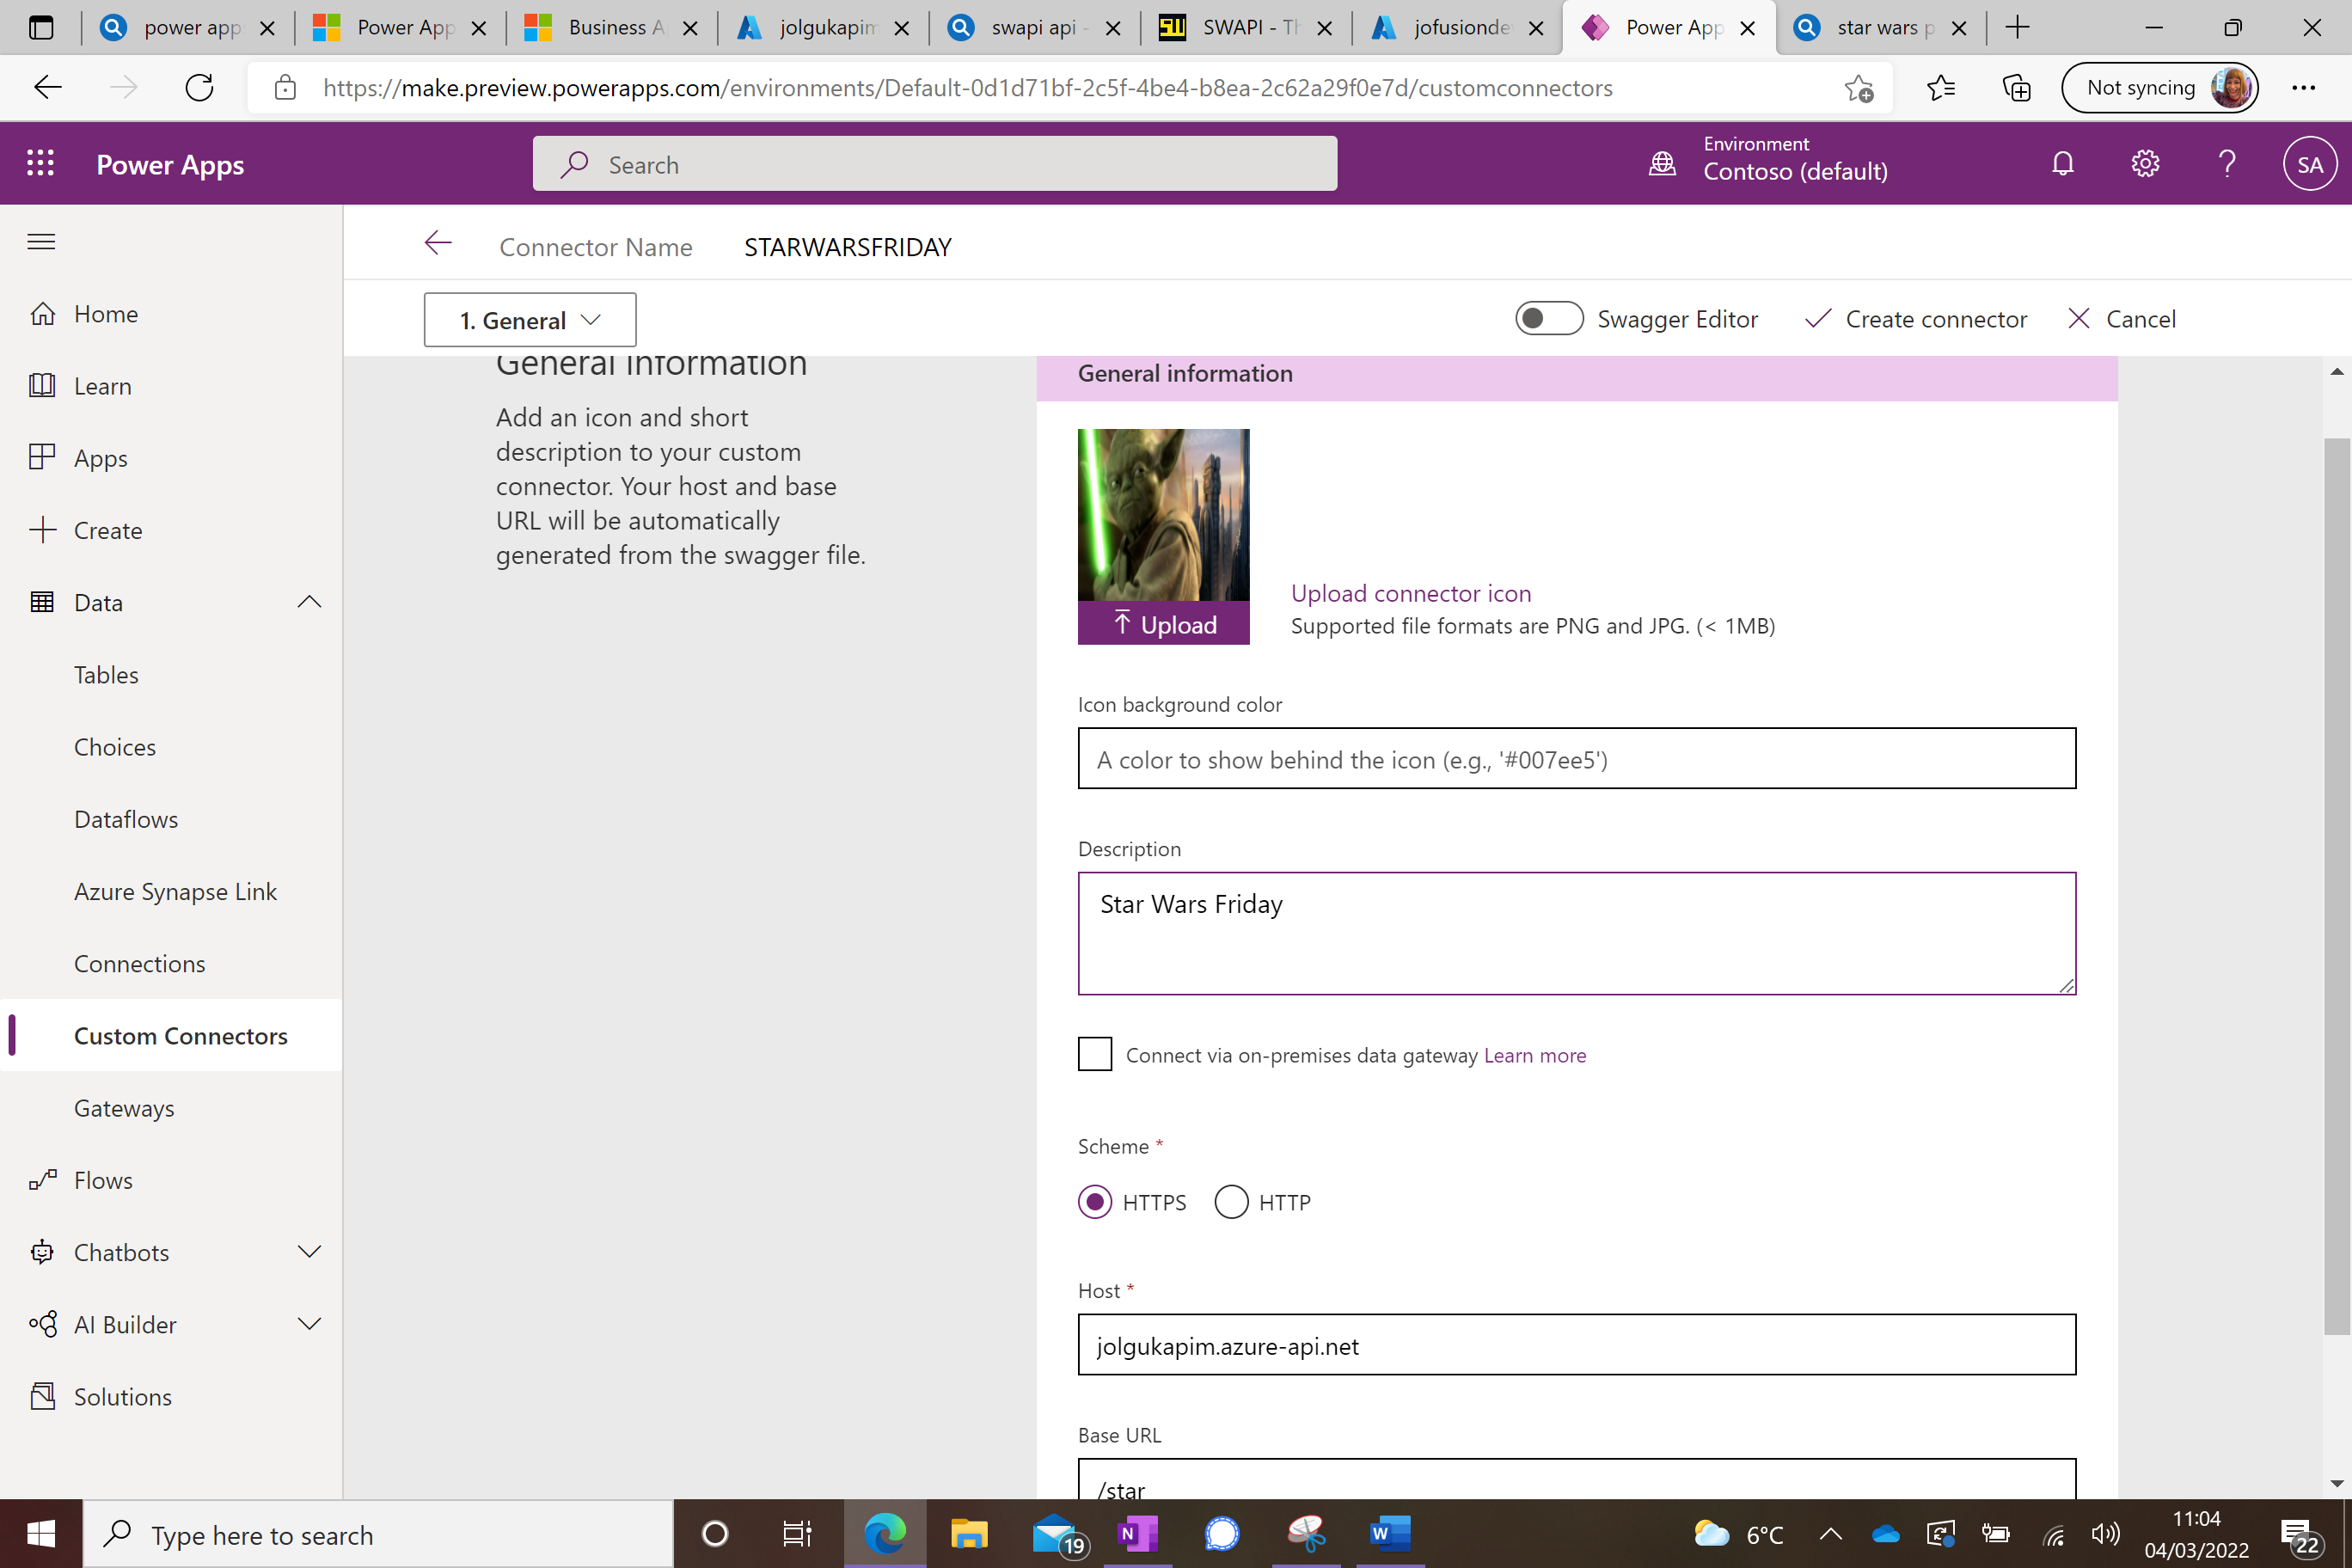 power app
Power App
Business A
jolgukapim
swapi api -
SWAPI - Th
jofusionde
Power App
star wars p
https://make.preview.powerapps.com/environments/Default-0d1d71bf-2c5f-4be4-b8ea-2c62a29f0e7d/customconnectors
Not syncing
Power Apps
Search
Environment
Contoso (default)
SA
Connector Name STARWARSFRIDAY
1. General
Swagger Editor
Create connector
Cancel
Home
Learn
Apps
Create
Data
Tables
Choices
Dataflows
Azure Synapse Link
Connections
Custom Connectors
Gateways
Flows
Chatbots
AI Builder
Solutions
General information
Add an icon and short
description to your custom
connector. Your host and base
URL will be automatically
generated from the swagger file.
General information
Upload
Upload connector icon
Supported file formats are PNG and JPG. (< 1MB)
Icon background color
A color to show behind the icon (e.g., '#007ee5')
Description
Star Wars Friday
Connect via on-premises data gateway Learn more
Scheme *
HTTPS
HTTP
Host *
jolgukapim.azure-api.net
Base URL
/star
Type here to search
19
N
W
6°C
11:04
04/03/2022
22